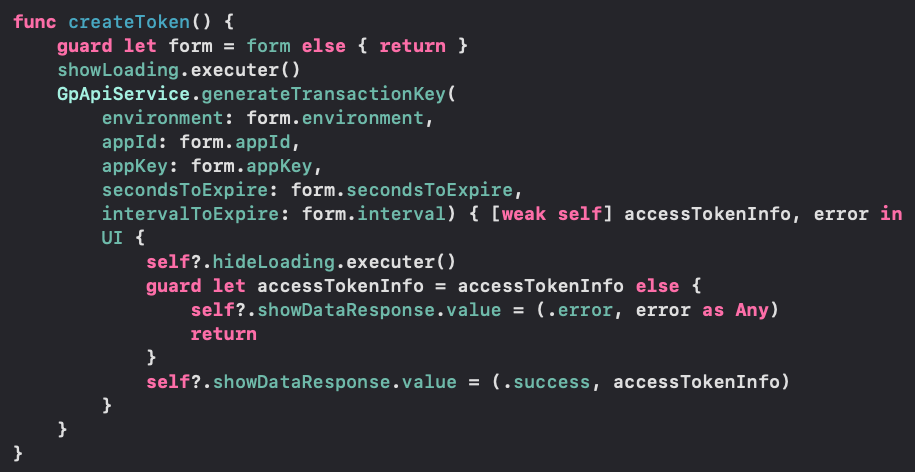 func createToken() {
    guard let form = form else { return }
    showLoading.executer()
    GpApiService.generateTransactionKey(
        environment: form.environment,
        appId: form.appId,
        appKey: form.appKey,
        secondsToExpire: form.secondsToExpire,
        intervalToExpire: form.interval) { [weak self] accessTokenInfo, error in
        UI {
            self?.hideLoading.executer()
            guard let accessTokenInfo = accessTokenInfo else {
                self?.showDataResponse.value = (.error, error as Any)
                return
            }
            self?.showDataResponse.value = (.success, accessTokenInfo)
        }
    }
}